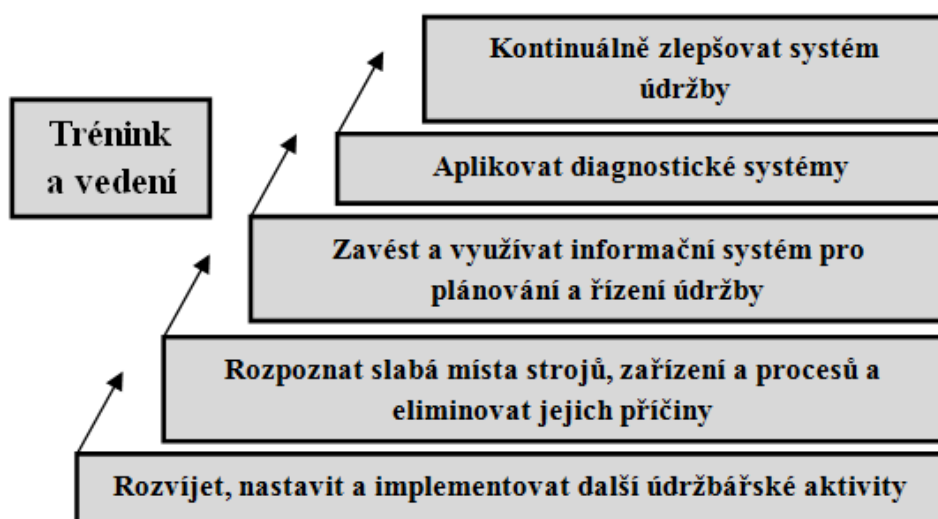 Kontinuálně zlepšovat systém
údržby
Trénink
a vedení
Aplikovat diagnostické systémy
Zavést a využívat informační systém pro
plánování a řízení údržby
Rozpoznat slabá místa strojů, zařízení a procesů a
eliminovat jejich příčiny
Rozvíjet, nastavit a implementovat další údržbářské aktivity